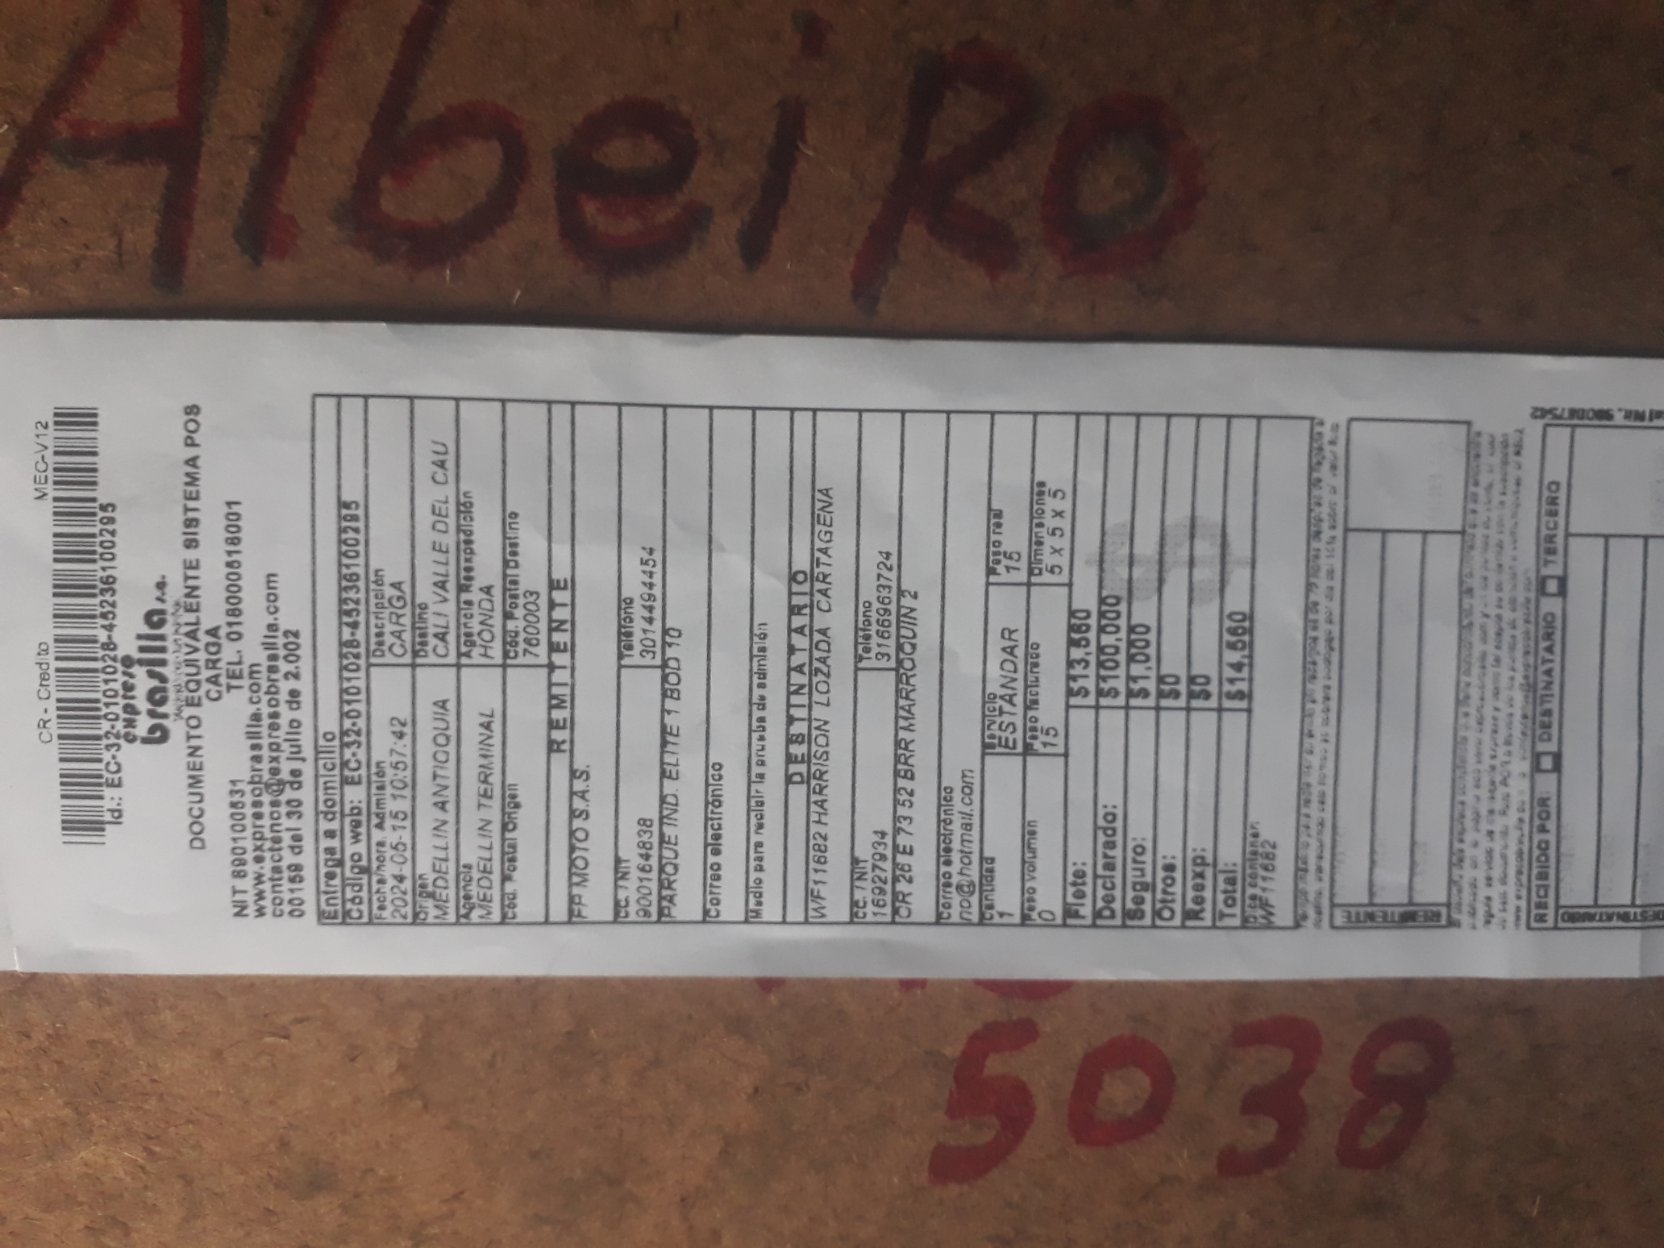 Albeiro
CR - Credito MEC-V12
Id.: EC-32-0101028-45236100295
expreso
brasilia s.a.
DOCUMENTO EQUIVALENTE SISTEMA POS
CARGA
NIT 890100531 TEL. 018000518001
www.expresobrasilia.com
contactenos@expresobrasilia.com
00159 del 30 de julio de 2.002
Entrega a domicilio
Código web: EC-32-0101028-45236100295
Fecha/hora. Admisión Descripción
2024-05-15 10:57:42 CARGA
Origen Destino
MEDELLIN ANTIOQUIA CALI VALLE DEL CAU
Agencia Agencia Reexpedición
MEDELLIN TERMINAL HONDA
Cód. Postal Origen Cód. Postal Destino
760003
REMITENTE
FP MOTO S.A.S.
CC. / NIT Teléfono
900164838 3014494454
PARQUE IND. ELITE 1 BOD 10
Correo electrónico
Medio para recibir la prueba de admisión
DESTINATARIO
WF11682 HARRISON LOZADA CARTAGENA
CC. / NIT Teléfono
16927934 3166963724
CR 26 E 73 52 BRR MARROQUIN 2
Correo electrónico
no@hotmail.com
Cantidad Servicio Peso real
1 ESTANDAR 15
Peso volumen Peso facturado Dimensiones
0 15 5 X 5 X 5
Flete: $13,560
Declarado: $100,000
Seguro: $1,000
Otros: $0
Reexp: $0
Total: $14,560
Dice contener
WF11682
REMITENTE
RECIBIDO POR: DESTINATARIO TERCERO
DESTINATARIO
5038